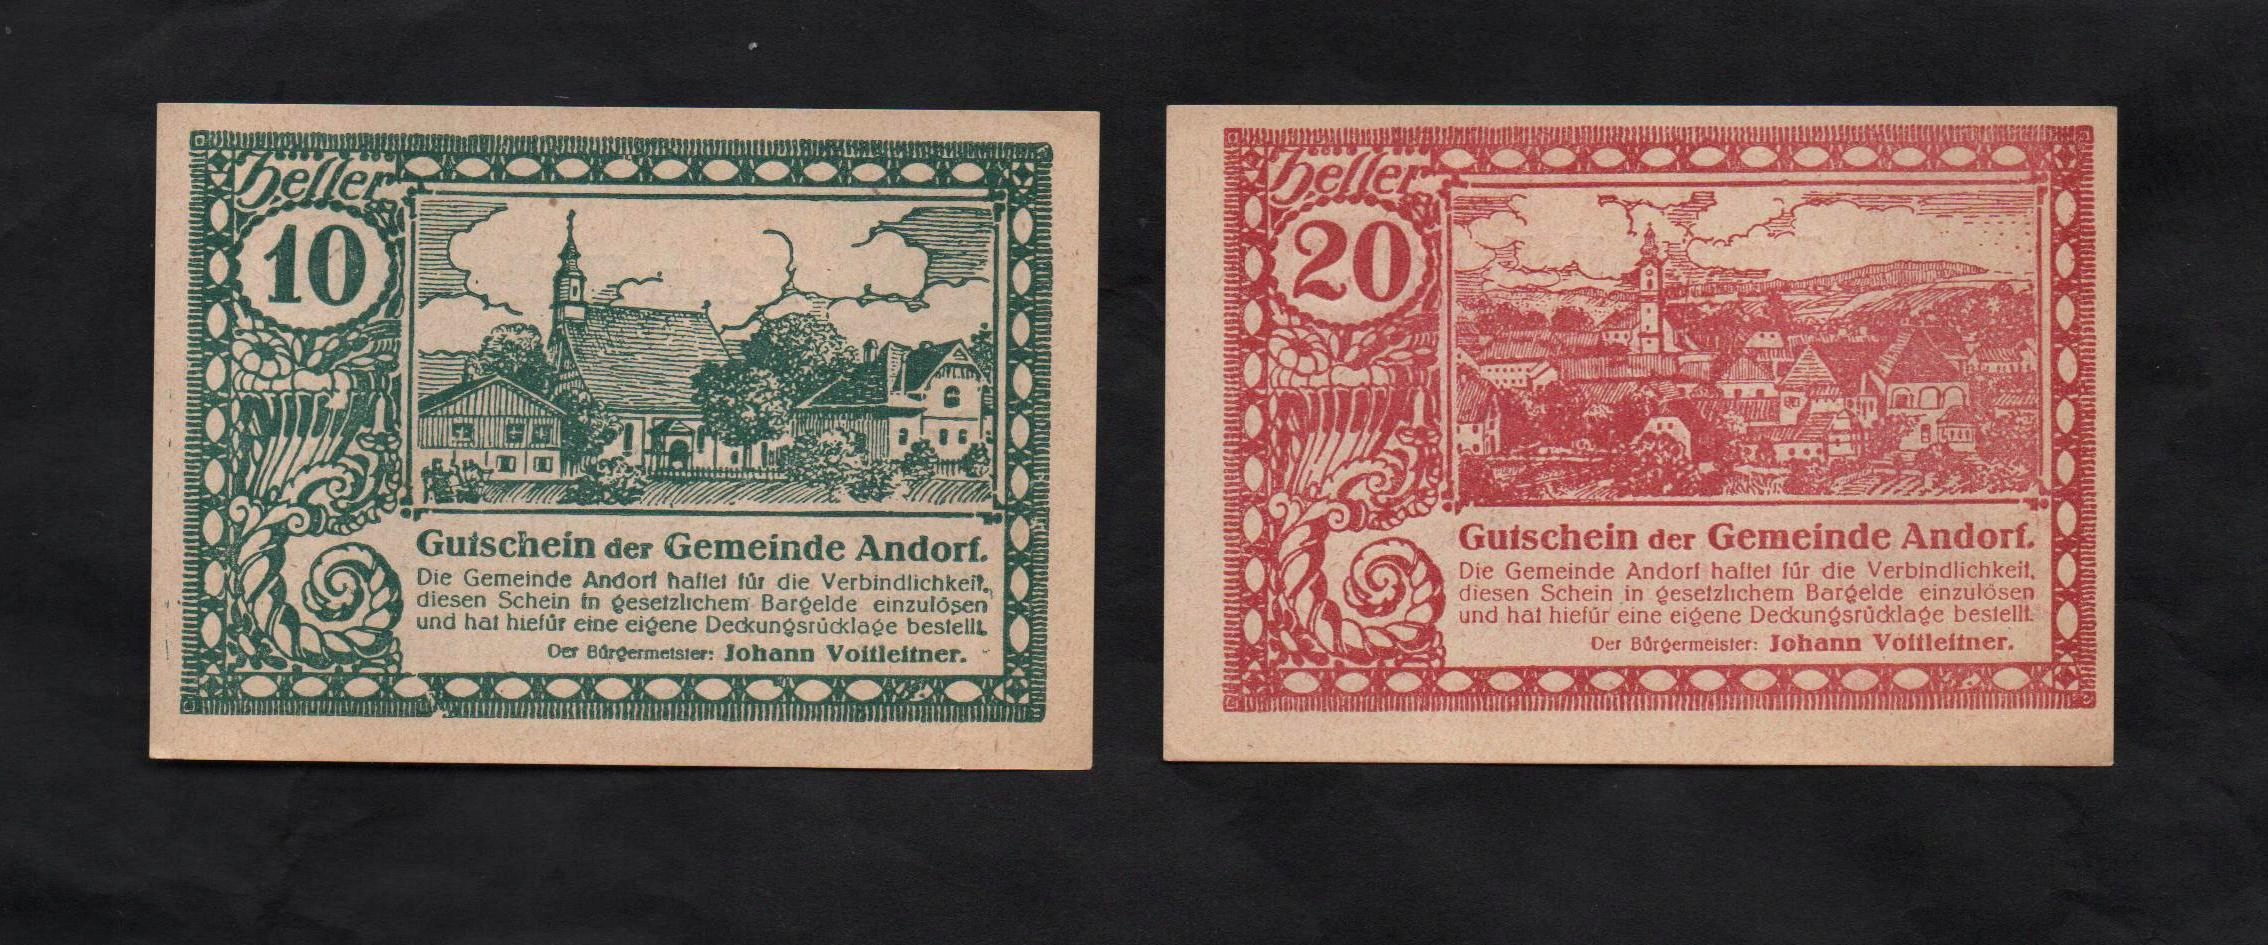 Heller
10
Gutschein der Gemeinde Andorf.
Die Gemeinde Andorf haftet für die Verbindlichkeit,
diesen Schein in gesetzlichem Bargelde einzulösen
und hat hiefür eine eigene Deckungsrücklage bestellt.
Der Bürgermeister: Johann Voitleitner.
Heller
20
Gutschein der Gemeinde Andorf.
Die Gemeinde Andorf haftet für die Verbindlichkeit,
diesen Schein in gesetzlichem Bargelde einzulösen
und hat hiefür eine eigene Deckungsrücklage bestellt.
Der Bürgermeister: Johann Voitleitner.